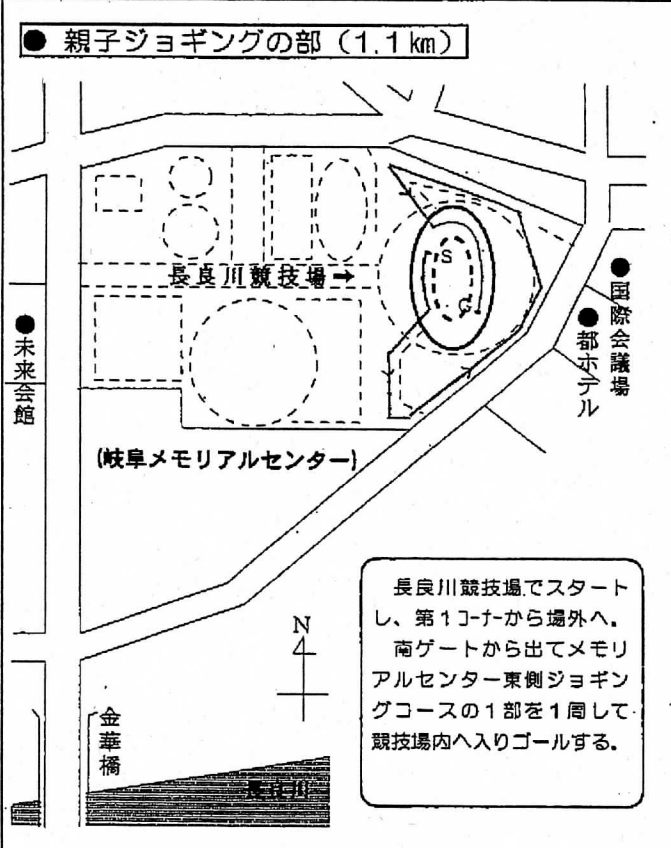 ● 親子ジョギングの部（1.1km）
長良川競技場→
S
G
●国際会議場
●都ホテル
●未来会館
(岐阜メモリアルセンター)
N
金華橋
長良川
長良川競技場でスタート
し、第1コーナーから場外へ。
南ゲートから出てメモリ
アルセンター東側ジョギン
グコースの1部を1周して
競技場内へ入りゴールする。